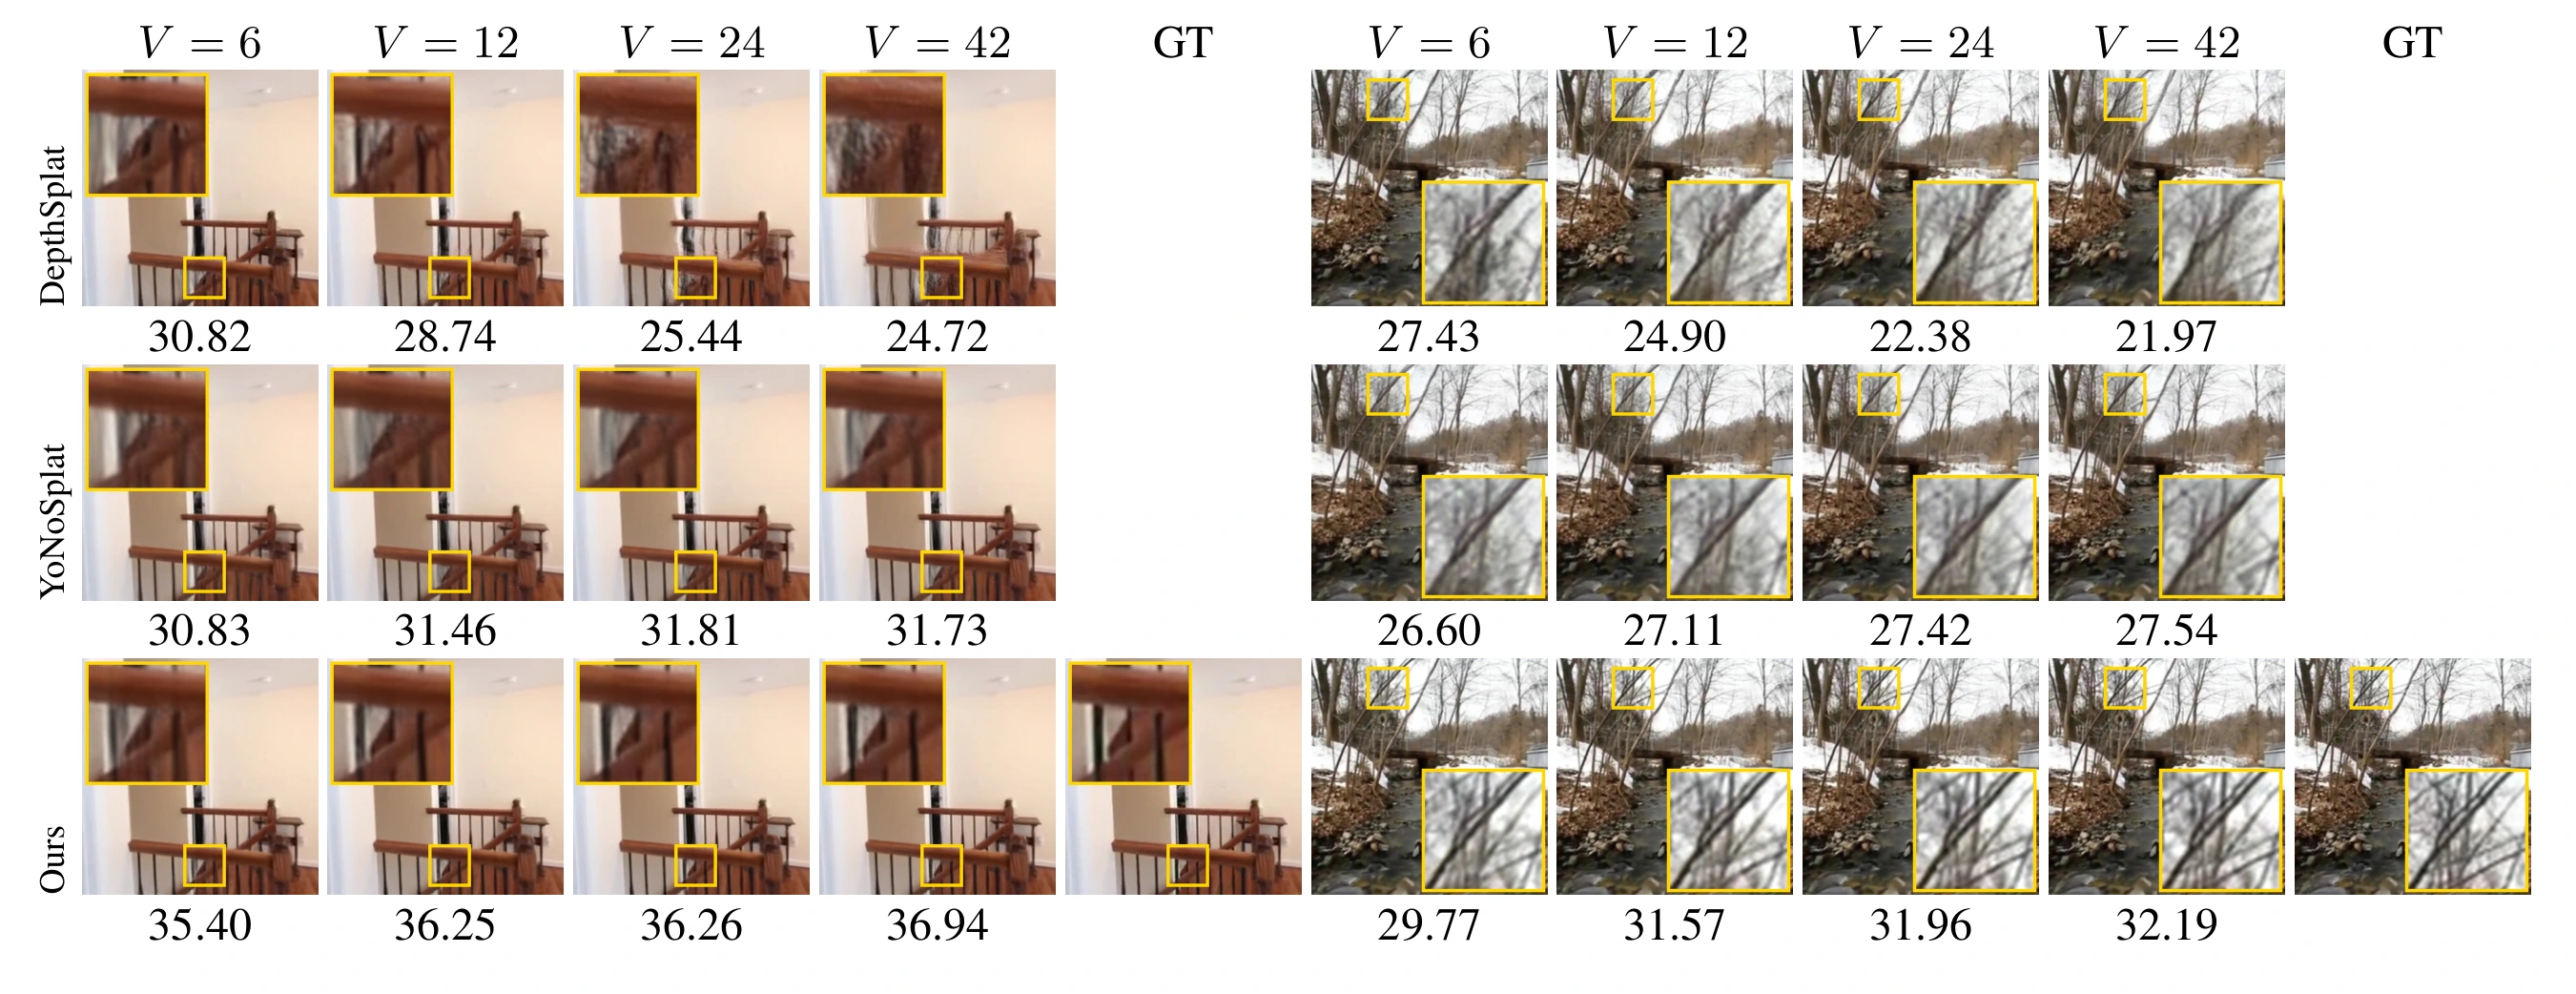 V = 6 V = 12 V = 24 V = 42 GT V = 6 V = 12 V = 24 V = 42 GT
DepthSplat
30.82 28.74 25.44 24.72 27.43 24.90 22.38 21.97
YoNoSplat
30.83 31.46 31.81 31.73 26.60 27.11 27.42 27.54
Ours
35.40 36.25 36.26 36.94 29.77 31.57 31.96 32.19